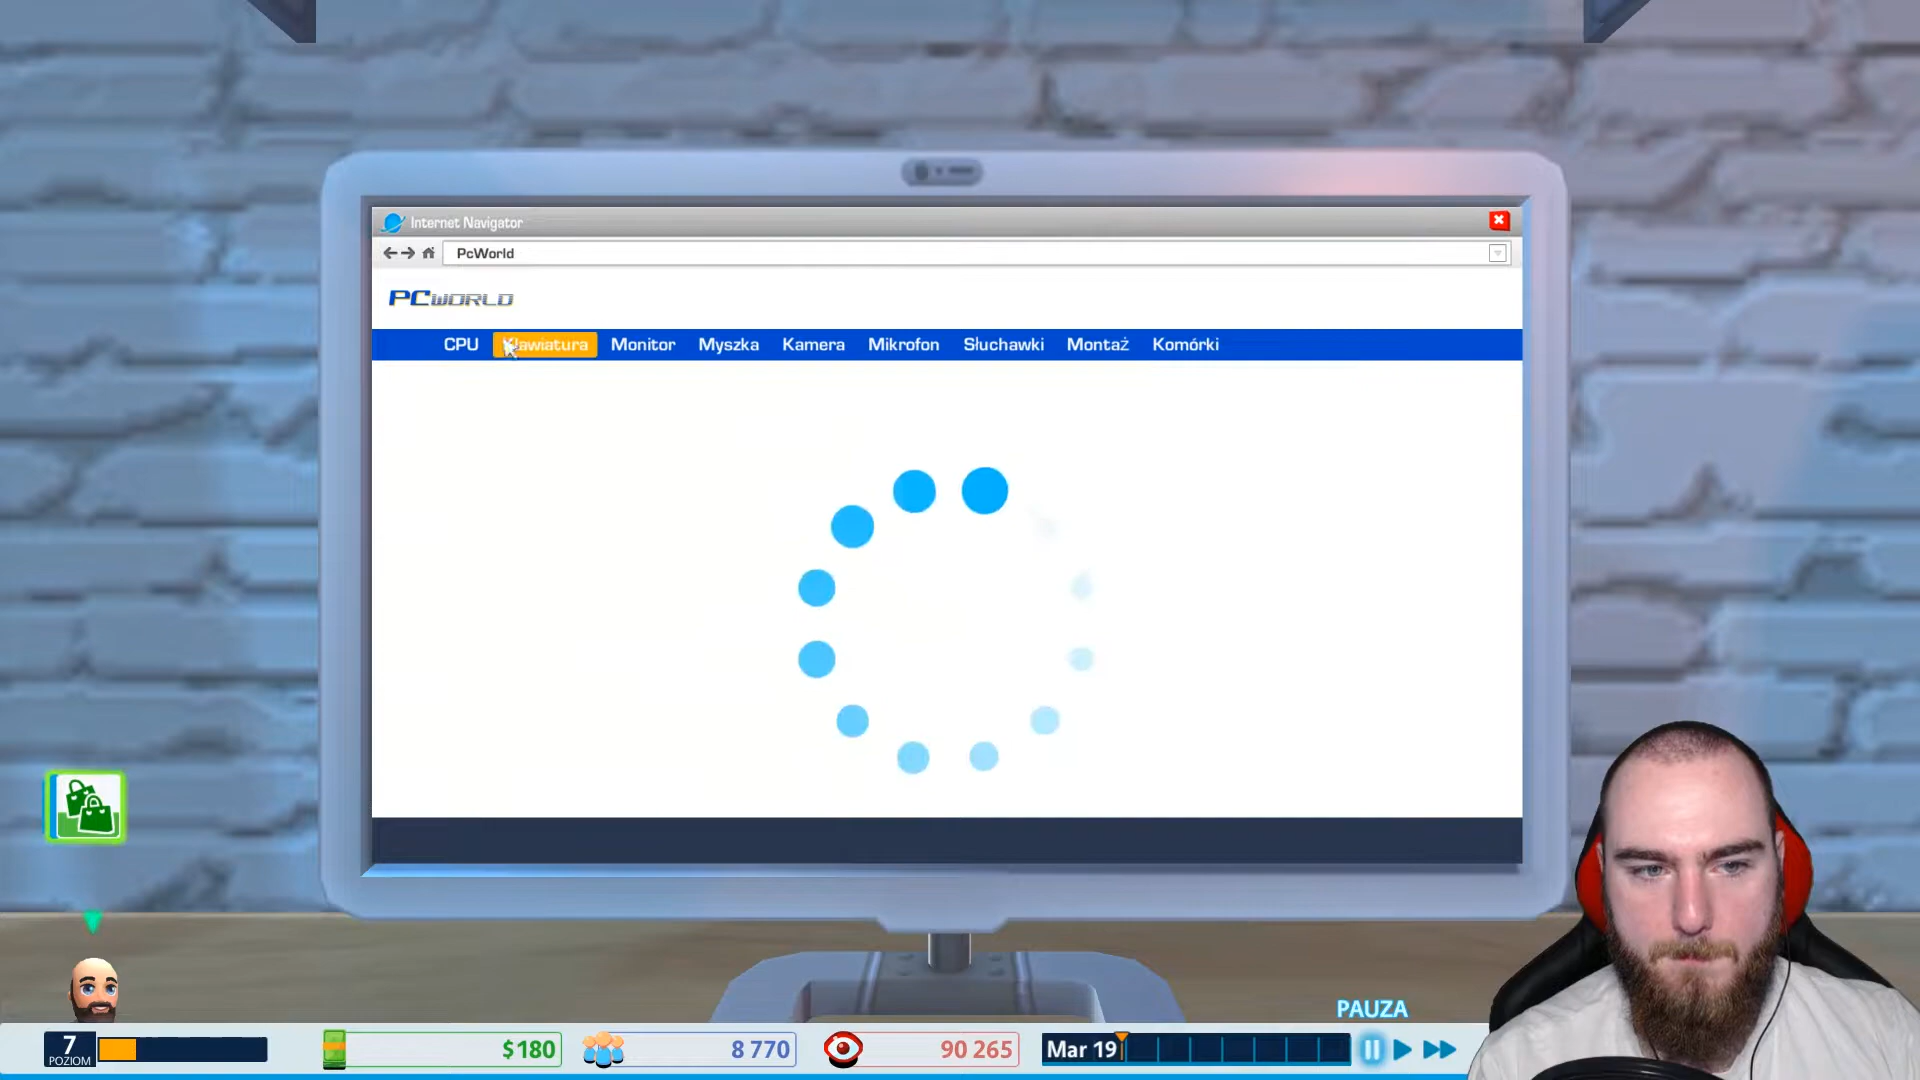 Internet Navigator
PcWorld
PCWORLD
CPU Klawiatura Monitor Myszka Kamera Mikrofon Słuchawki Montaż Komórki
PAUZA
7
POZIOM
$180
8 770
90 265
Mar 19